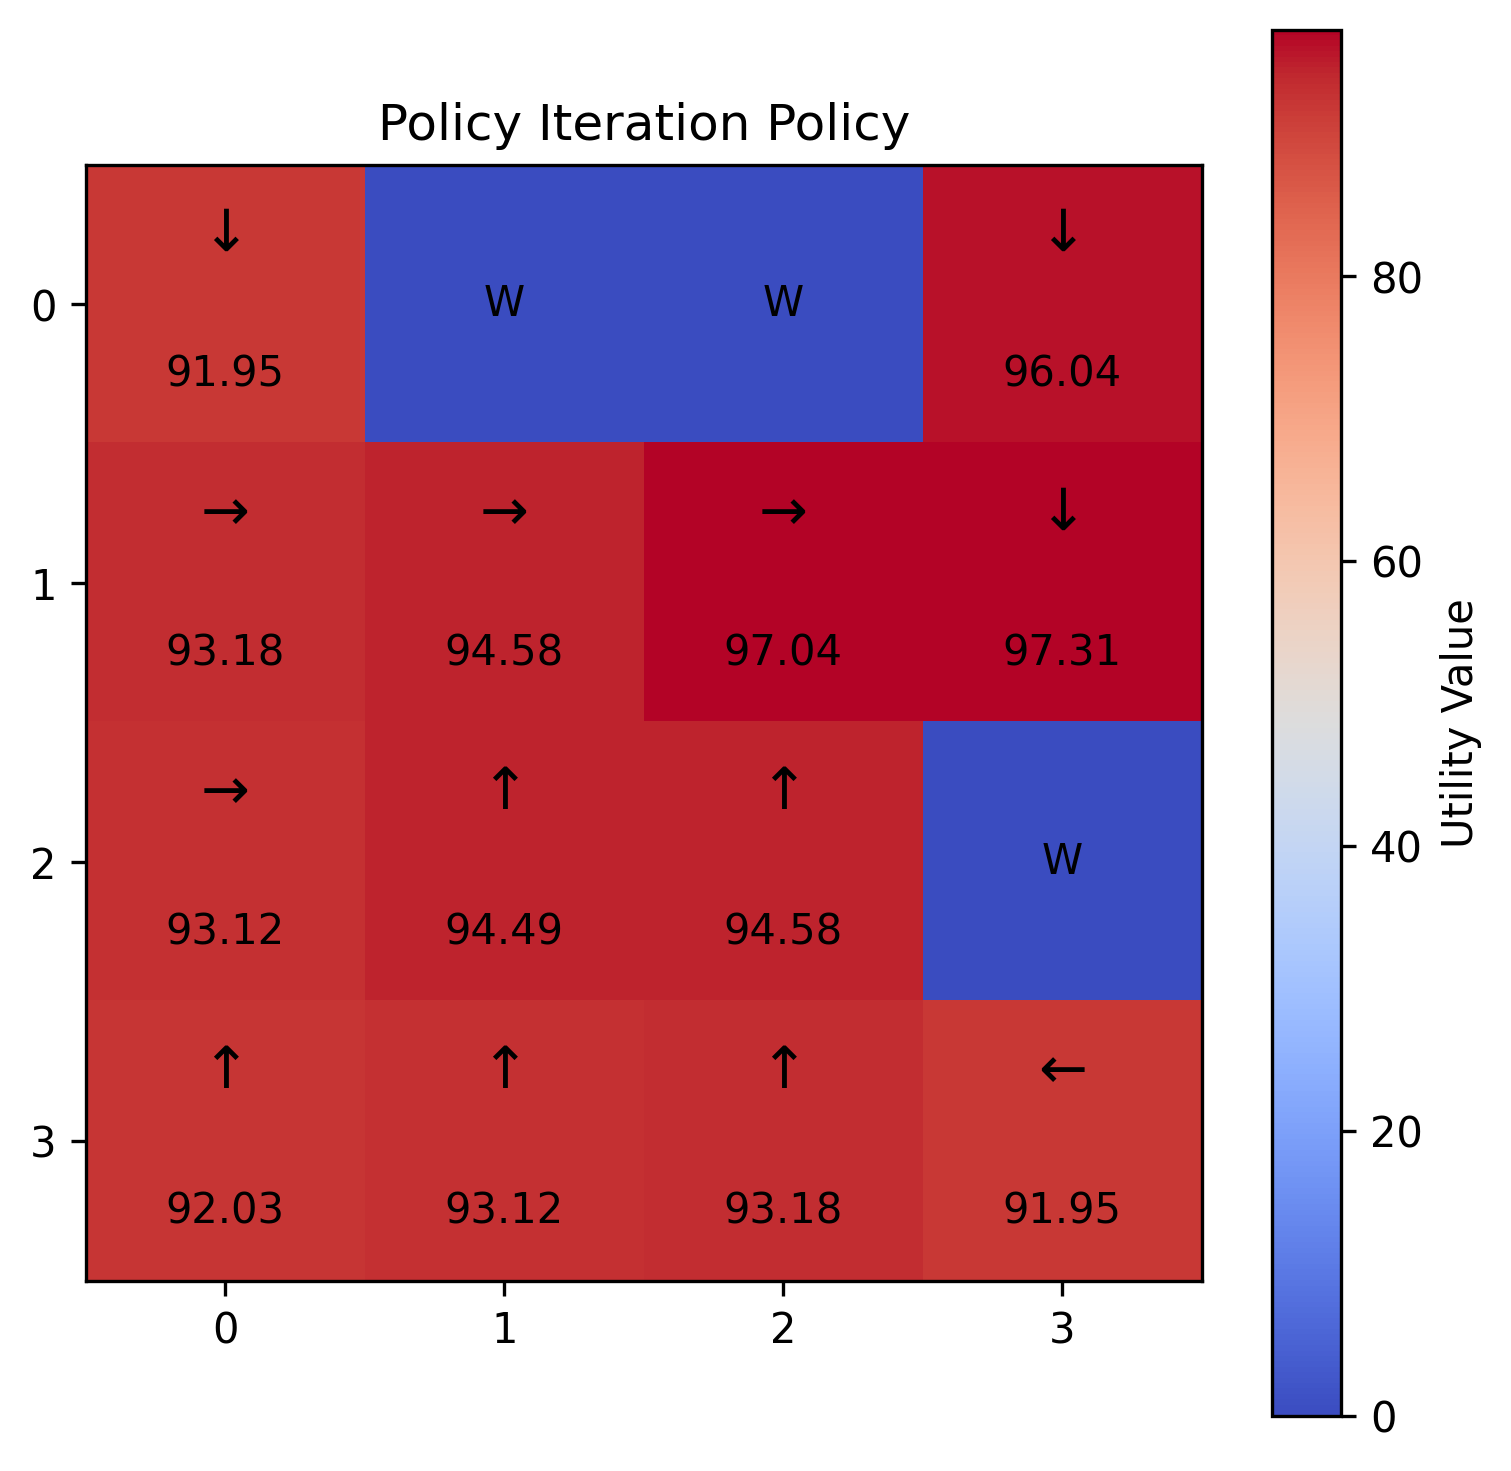 Policy Iteration Policy
↓ ↓
0 W W 80
91.95 96.04
→ → → ↓
1 60
93.18 94.58 97.04 97.31
Utility Value
→ ↑ ↑
2 W 40
93.12 94.49 94.58
↑ ↑ ↑ ←
3 20
92.03 93.12 93.18 91.95
0 1 2 3
0